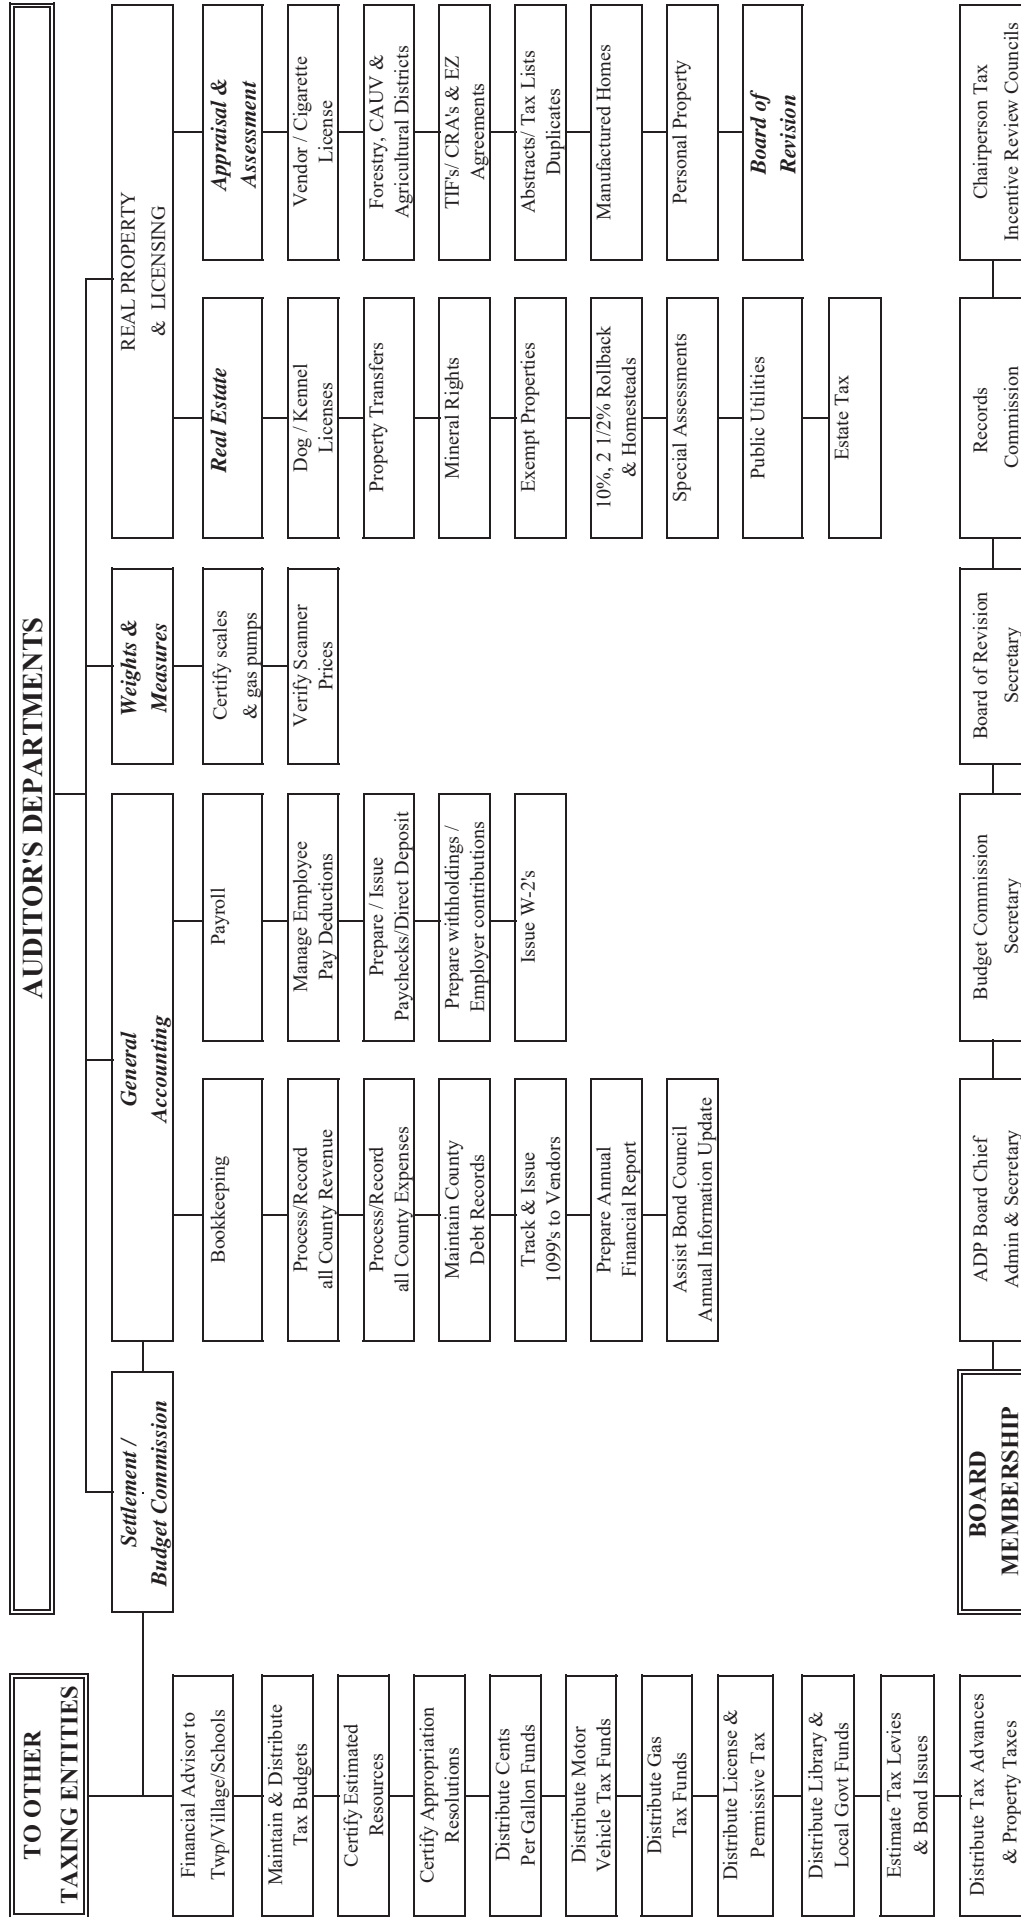 TO OTHER
TAXING ENTITIES
Financial Advisor to
Twp/Village/Schools
Maintain & Distribute
Tax Budgets
Certify Estimated
Resources
Certify Appropriation
Resolutions
Distribute Cents
Per Gallon Funds
Distribute Motor
Vehicle Tax Funds
Distribute Gas
Tax Funds
Distribute License &
Permissive Tax
Distribute Library &
Local Govt Funds
Estimate Tax Levies
& Bond Issues
Distribute Tax Advances
& Property Taxes
AUDITOR'S DEPARTMENTS
Settlement /
Budget Commission
General
Accounting
Bookkeeping
Process/Record
all County Revenue
Process/Record
all County Expenses
Maintain County
Debt Records
Track & Issue
1099's to Vendors
Prepare Annual
Financial Report
Assist Bond Council
Annual Information Update
Payroll
Manage Employee
Pay Deductions
Prepare / Issue
Paychecks/Direct Deposit
Prepare withholdings /
Employer contributions
Issue W-2's
Weights &
Measures
Certify scales
& gas pumps
Verify Scanner
Prices
REAL PROPERTY
& LICENSING
Real Estate
Dog / Kennel
Licenses
Property Transfers
Mineral Rights
Exempt Properties
10%, 2 1/2% Rollback
& Homesteads
Special Assessments
Public Utilities
Estate Tax
Appraisal &
Assessment
Vendor / Cigarette
License
Forestry, CAUV &
Agricultural Districts
TIF's/ CRA's & EZ
Agreements
Abstracts/ Tax Lists
Duplicates
Manufactured Homes
Personal Property
Board of
Revision
BOARD
MEMBERSHIP
ADP Board Chief
Admin & Secretary
Budget Commission
Secretary
Board of Revision
Secretary
Records
Commission
Chairperson Tax
Incentive Review Councils